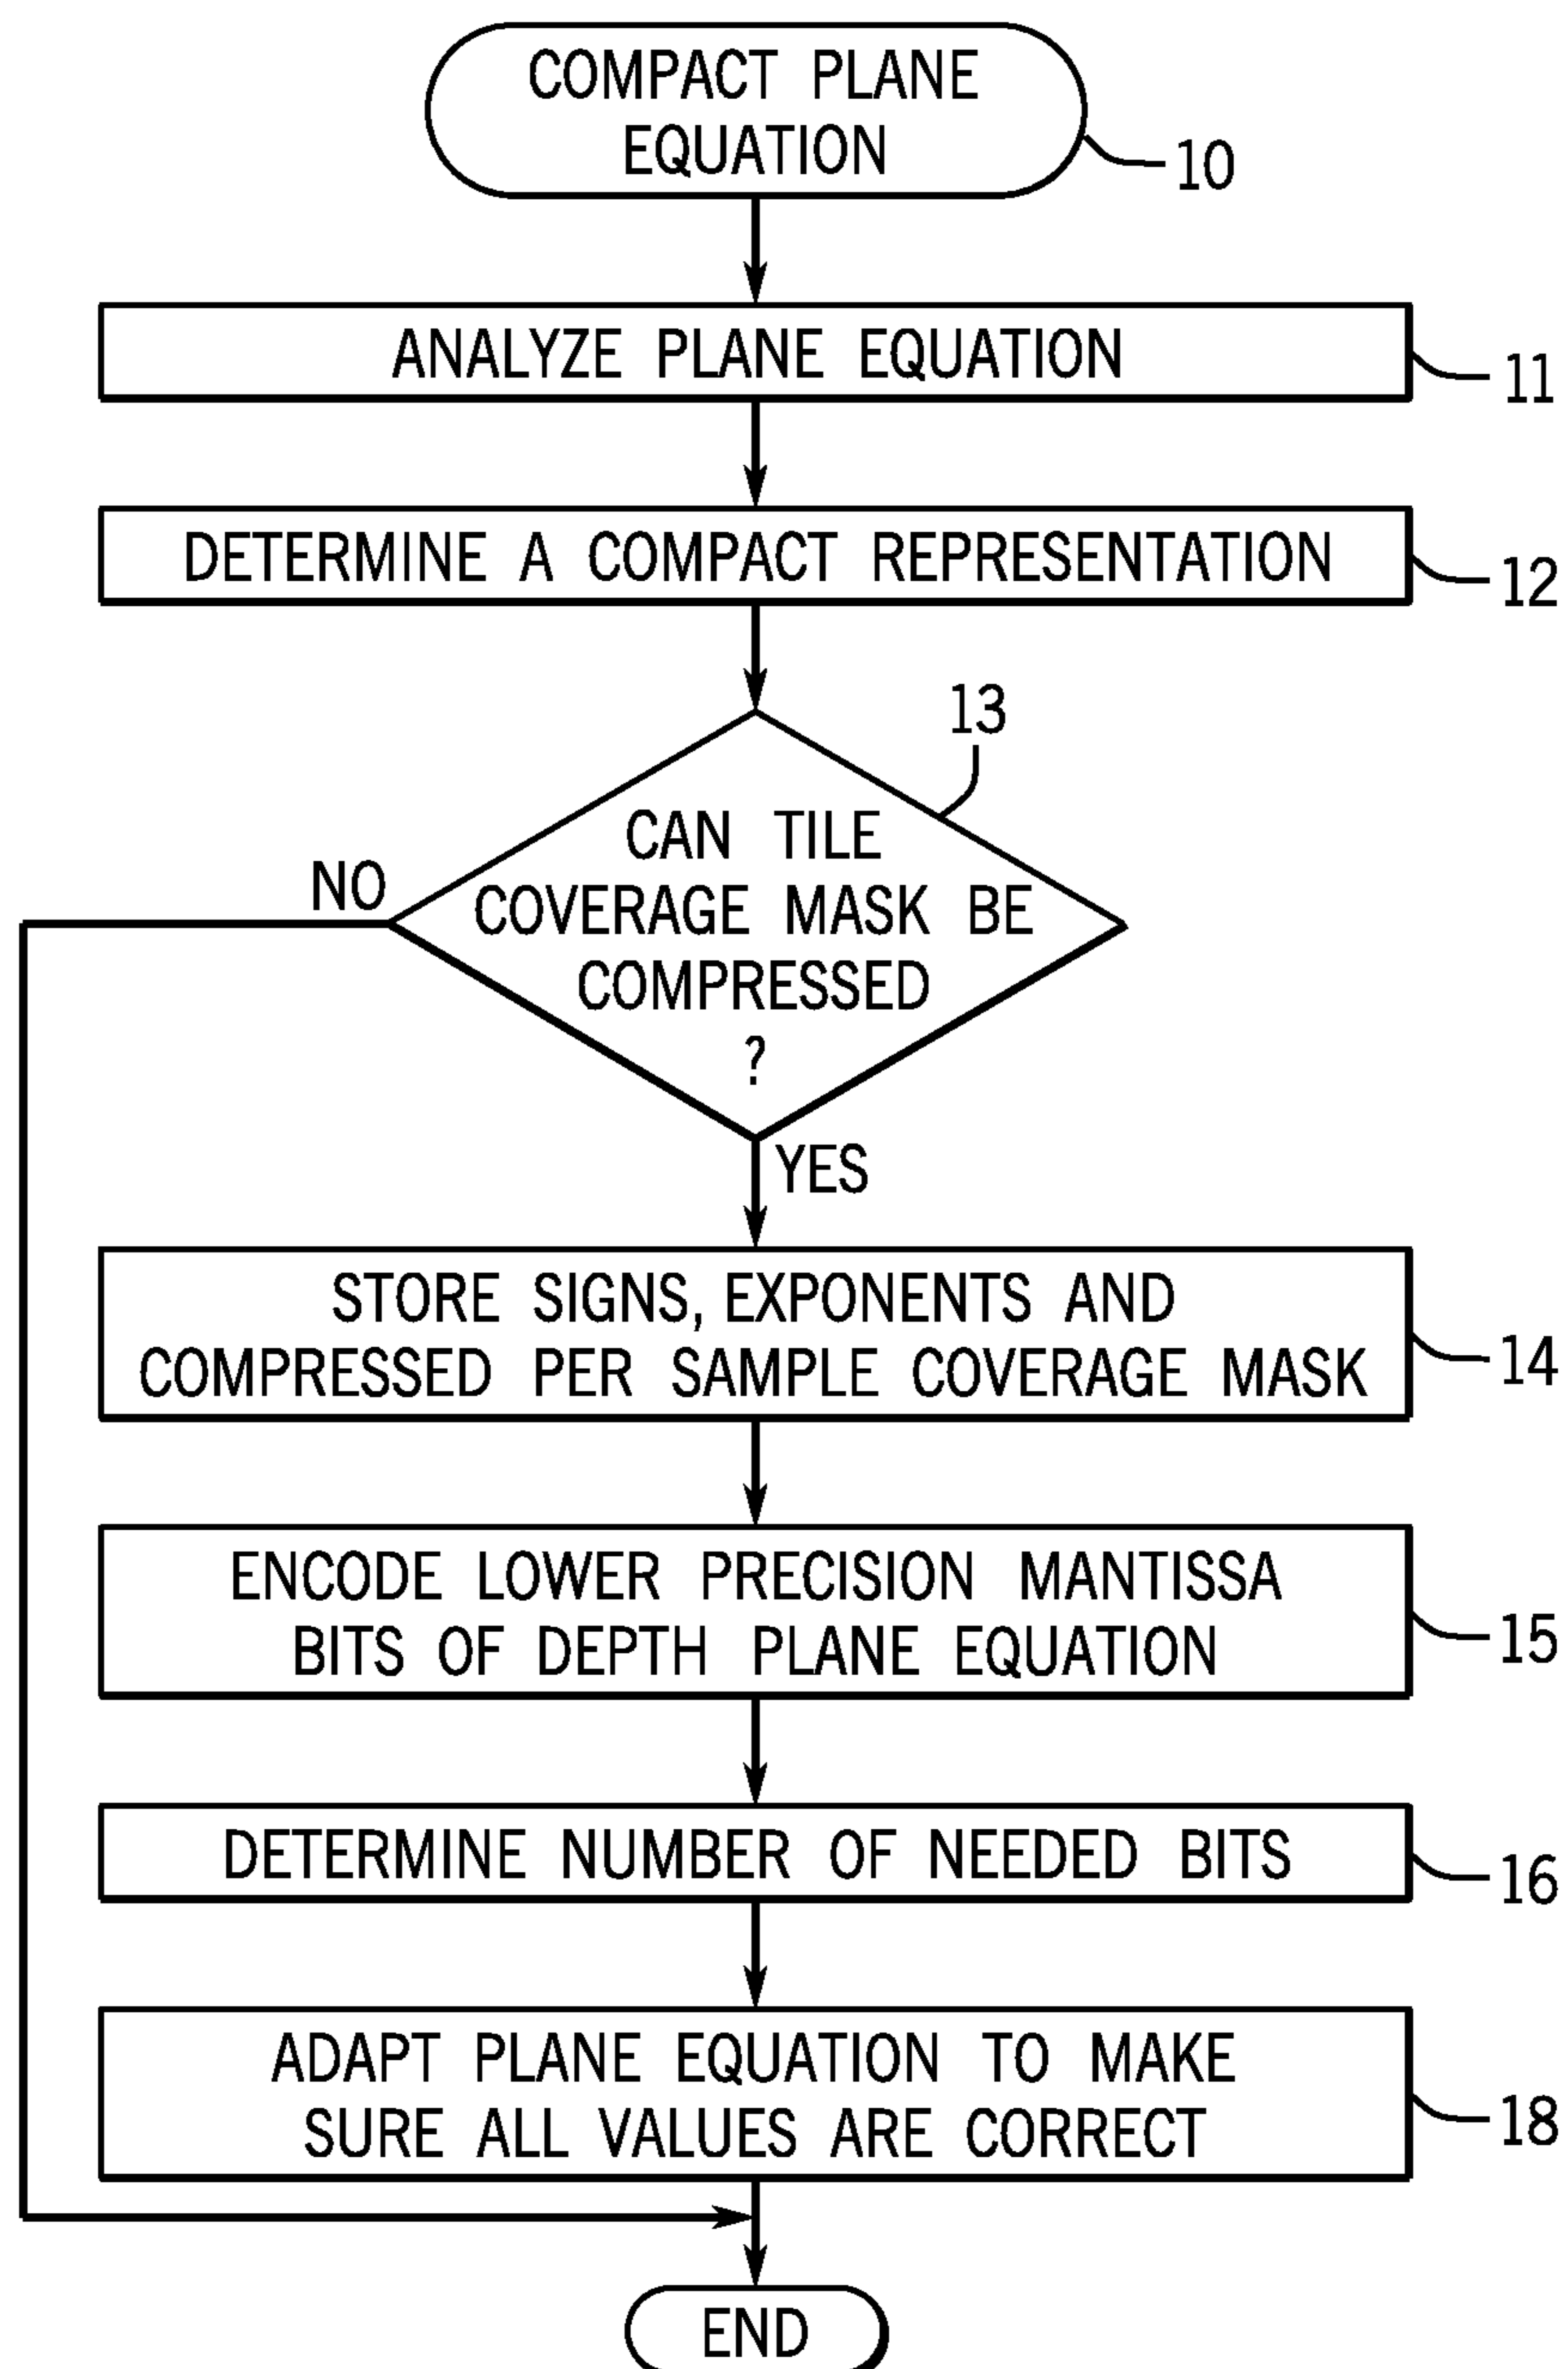 COMPACT PLANE
EQUATION
10
ANALYZE PLANE EQUATION
11
DETERMINE A COMPACT REPRESENTATION
12
13
CAN TILE
COVERAGE MASK BE
COMPRESSED
?
NO
YES
STORE SIGNS, EXPONENTS AND
COMPRESSED PER SAMPLE COVERAGE MASK
14
ENCODE LOWER PRECISION MANTISSA
BITS OF DEPTH PLANE EQUATION
15
DETERMINE NUMBER OF NEEDED BITS
16
ADAPT PLANE EQUATION TO MAKE
SURE ALL VALUES ARE CORRECT
18
END